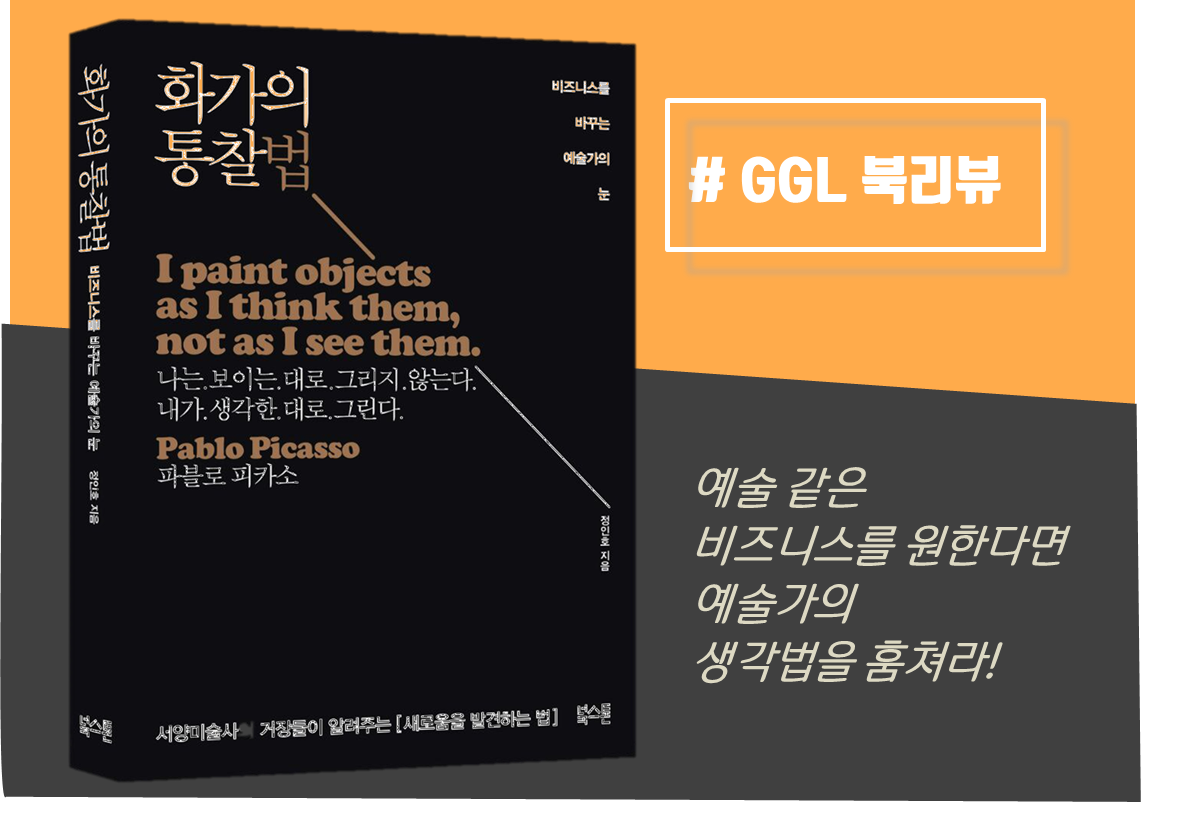 화가의 통찰법
비즈니스를 바꾸는 예술가의 눈
정인호 지음
북스톤
화가의
통찰법
비즈니스를
바꾸는
예술가의
눈
I paint objects
as I think them,
not as I see them.
나는.보이는.대로.그리지.않는다.
내가.생각한.대로.그린다.
Pablo Picasso
파블로 피카소
정인호 지음
서양미술사의 거장들이 알려주는 [새로움을 발견하는 법]
북스톤
# GGL 북리뷰
예술 같은
비즈니스를 원한다면
예술가의
생각법을 훔쳐라!